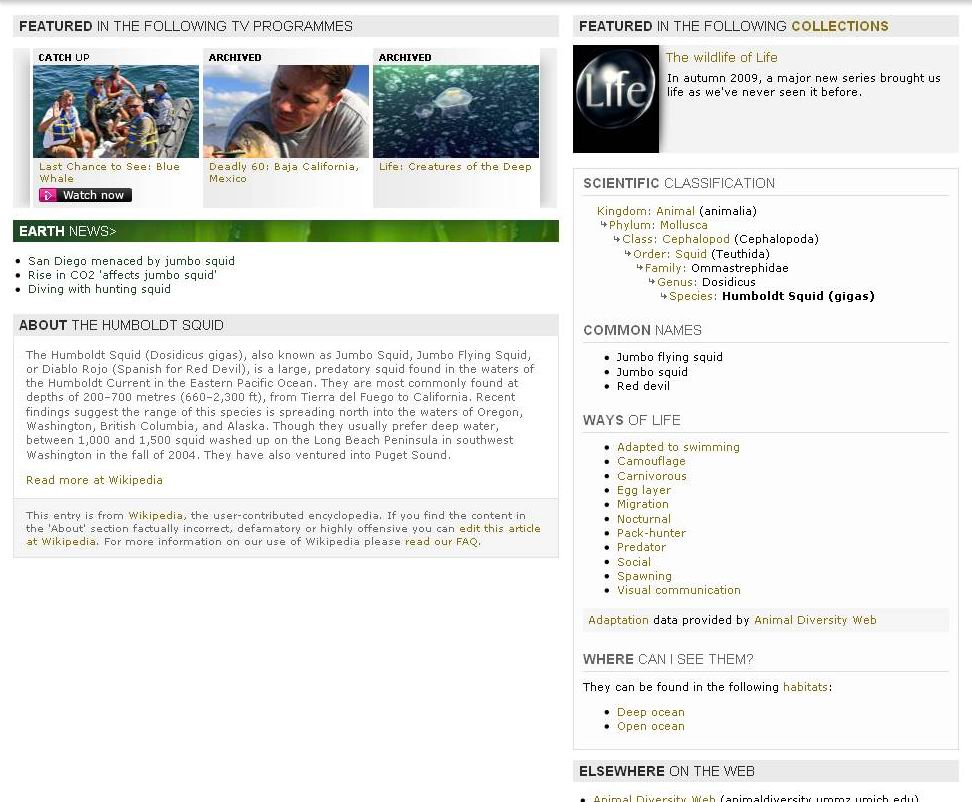 FEATURED IN THE FOLLOWING TV PROGRAMMES
CATCH UP
ARCHIVED
ARCHIVED
Last Chance to See: Blue
Whale
Watch now
Deadly 60: Baja California,
Mexico
Life: Creatures of the Deep
EARTH NEWS>
San Diego menaced by jumbo squid
Rise in CO2 'affects jumbo squid'
Diving with hunting squid
ABOUT THE HUMBOLDT SQUID
The Humboldt Squid (Dosidicus gigas), also known as Jumbo Squid, Jumbo Flying Squid,
or Diablo Rojo (Spanish for Red Devil), is a large, predatory squid found in the waters of
the Humboldt Current in the Eastern Pacific Ocean. They are most commonly found at
depths of 200–700 metres (660–2,300 ft), from Tierra del Fuego to California. Recent
findings suggest the range of this species is spreading north into the waters of Oregon,
Washington, British Columbia, and Alaska. Though they usually prefer deep water,
between 1,000 and 1,500 squid washed up on the Long Beach Peninsula in southwest
Washington in the fall of 2004. They have also ventured into Puget Sound.
Read more at Wikipedia
This entry is from Wikipedia, the user-contributed encyclopedia. If you find the content in
the 'About' section factually incorrect, defamatory or highly offensive you can edit this article
at Wikipedia. For more information on our use of Wikipedia please read our FAQ.
FEATURED IN THE FOLLOWING COLLECTIONS
Life
The wildlife of Life
In autumn 2009, a major new series brought us
life as we've never seen it before.
SCIENTIFIC CLASSIFICATION
Kingdom: Animal (animalia)
Phylum: Mollusca
Class: Cephalopod (Cephalopoda)
Order: Squid (Teuthida)
Family: Ommastrephidae
Genus: Dosidicus
Species: Humboldt Squid (gigas)
COMMON NAMES
Jumbo flying squid
Jumbo squid
Red devil
WAYS OF LIFE
Adapted to swimming
Camouflage
Carnivorous
Egg layer
Migration
Nocturnal
Pack-hunter
Predator
Social
Spawning
Visual communication
Adaptation data provided by Animal Diversity Web
WHERE CAN I SEE THEM?
They can be found in the following habitats:
Deep ocean
Open ocean
ELSEWHERE ON THE WEB
Animal Diversity Web (animaldiversity.ummz.umich.edu)